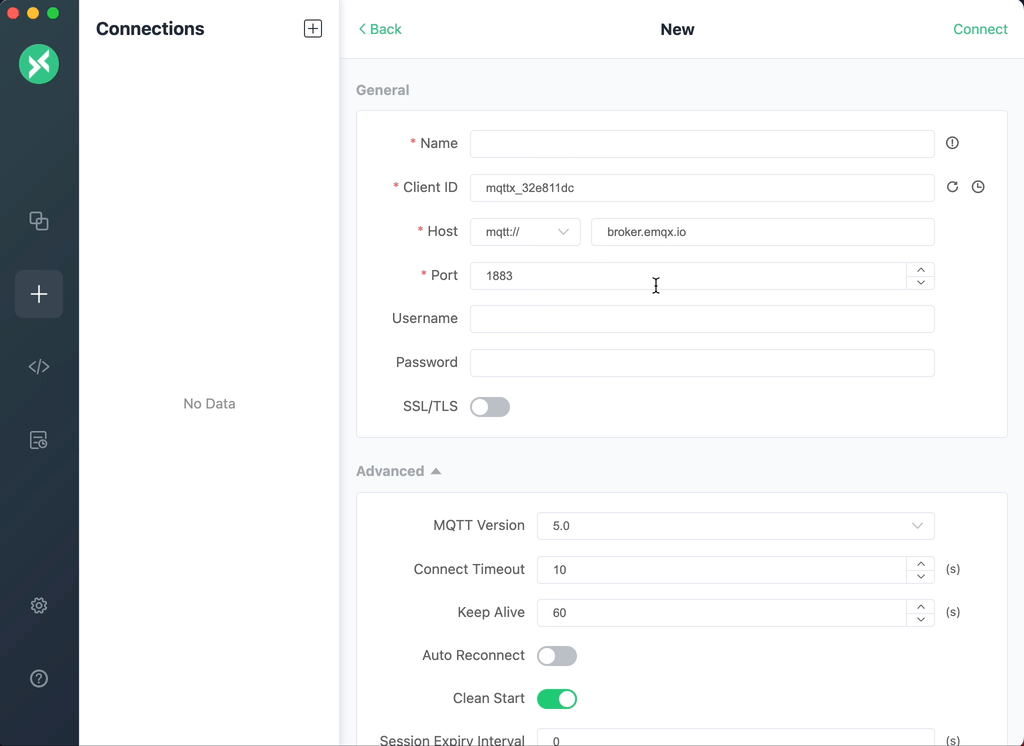 Connections
Back
New
Connect
General
* Name
* Client ID
mqttx_32e811dc
* Host
mqtt://
broker.emqx.io
* Port
1883
Username
Password
SSL/TLS
No Data
Advanced
MQTT Version
5.0
Connect Timeout
10
(s)
Keep Alive
60
(s)
Auto Reconnect
Clean Start
Session Expiry Interval
0
(s)